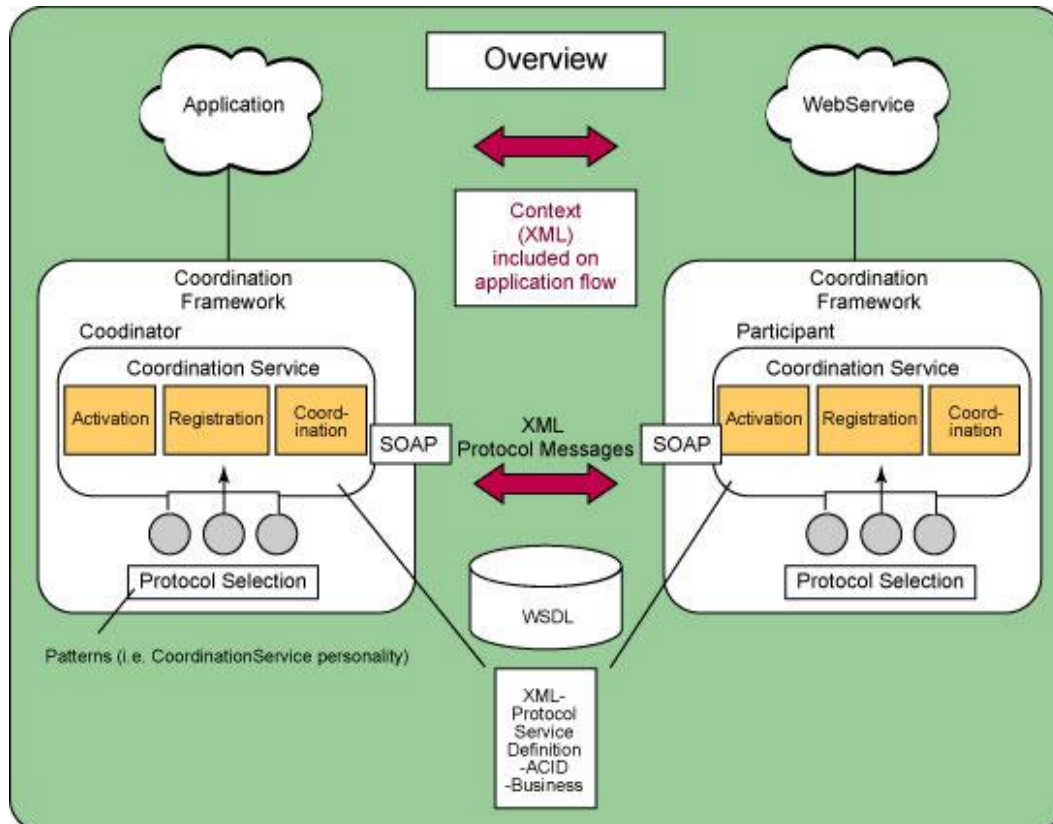 Overview
Application
WebService
Context
(XML)
included on
application flow
Coordination
Framework
Coodinator
Coordination Service
Activation
Registration
Coord-
ination
SOAP
XML
Protocol Messages
Coordination
Framework
Participant
Coordination Service
SOAP
Activation
Registration
Coord-
ination
Protocol Selection
Protocol Selection
Patterns (i.e. CoordinationService personality)
WSDL
XML-
Protocol
Service
Definition
-ACID
-Business